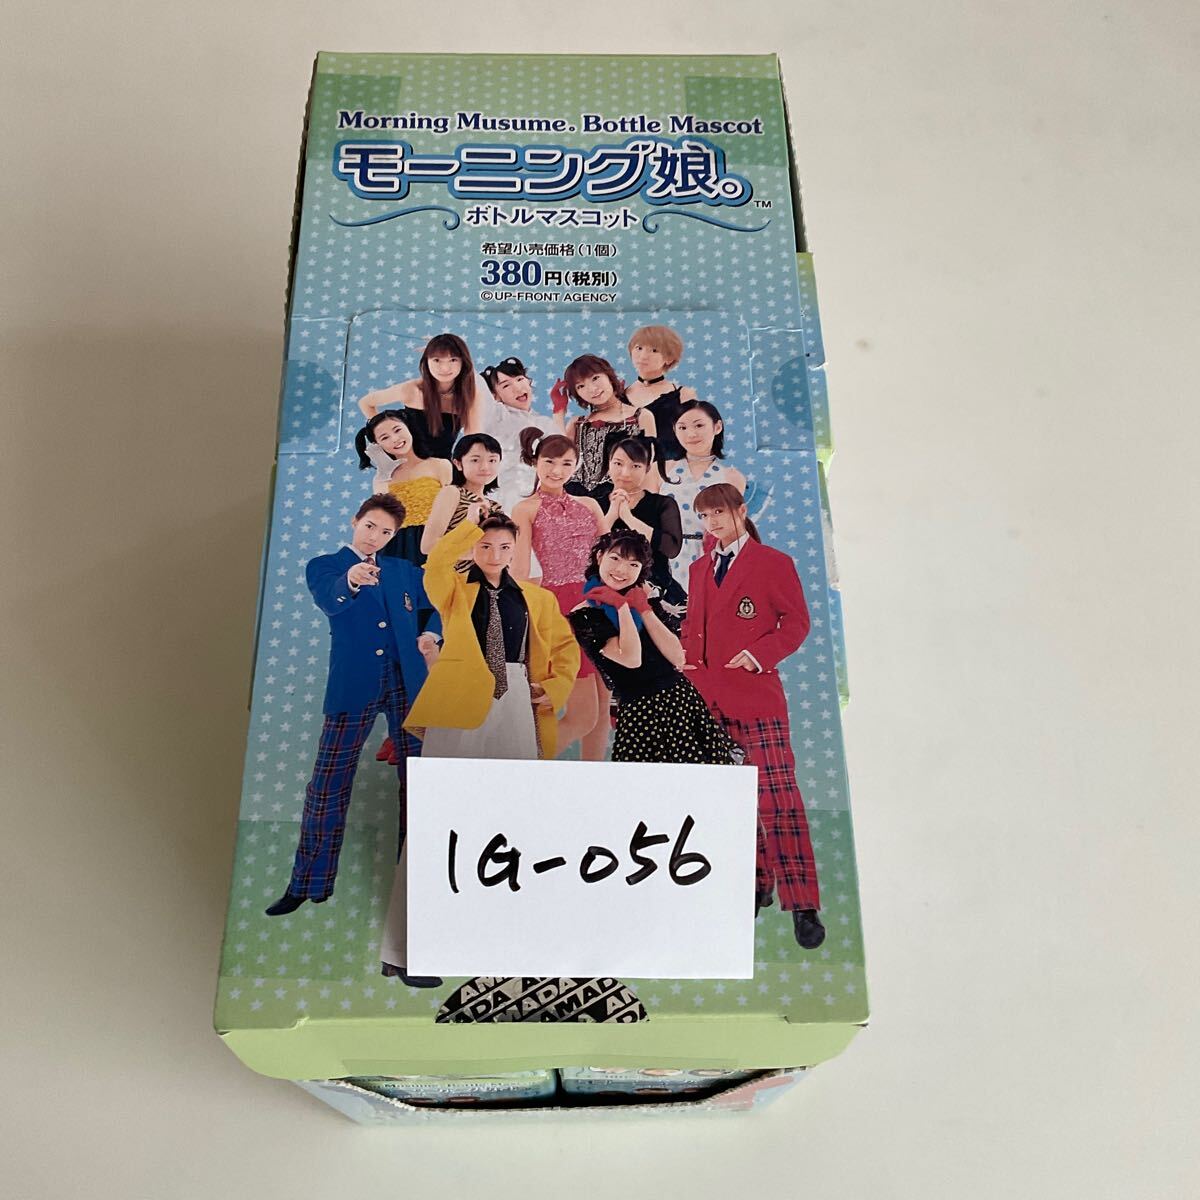 Morning Musume。Bottle Mascot
モーニング娘。™
ボトルマスコット
希望小売価格(1個)
380円(税別)
©UP-FRONT AGENCY
1G-056
AMADA